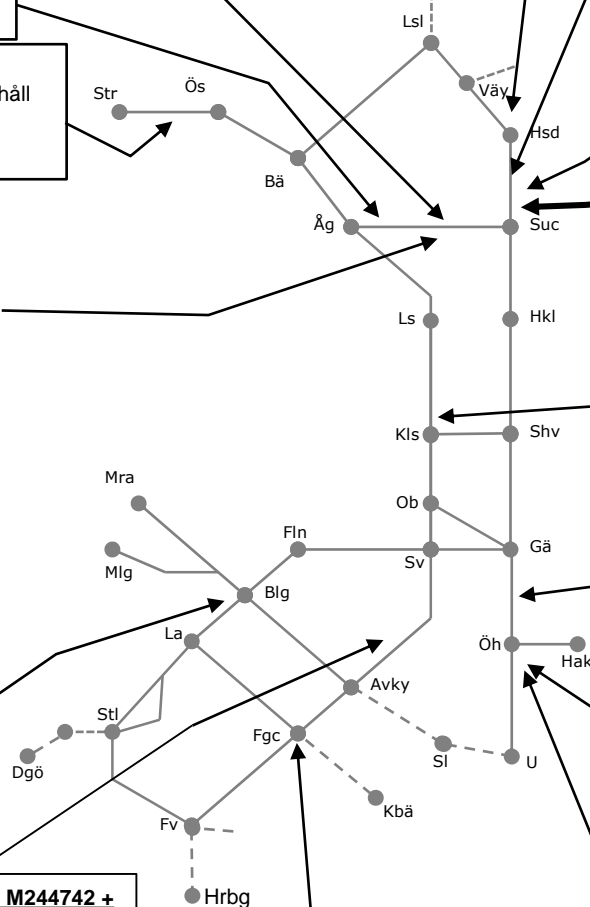 Lsl
håll
Str
Ös
Väy
Hsd
Bä
Åg
Suc
Ls
Hkl
Kls
Shv
Mra
Ob
Fln
Gä
Mlg
Sv
Blg
La
Öh
Hak
Avky
Stl
Fgc
Sl
U
Dgö
Kbä
Fv
M244742 +
Hrbg